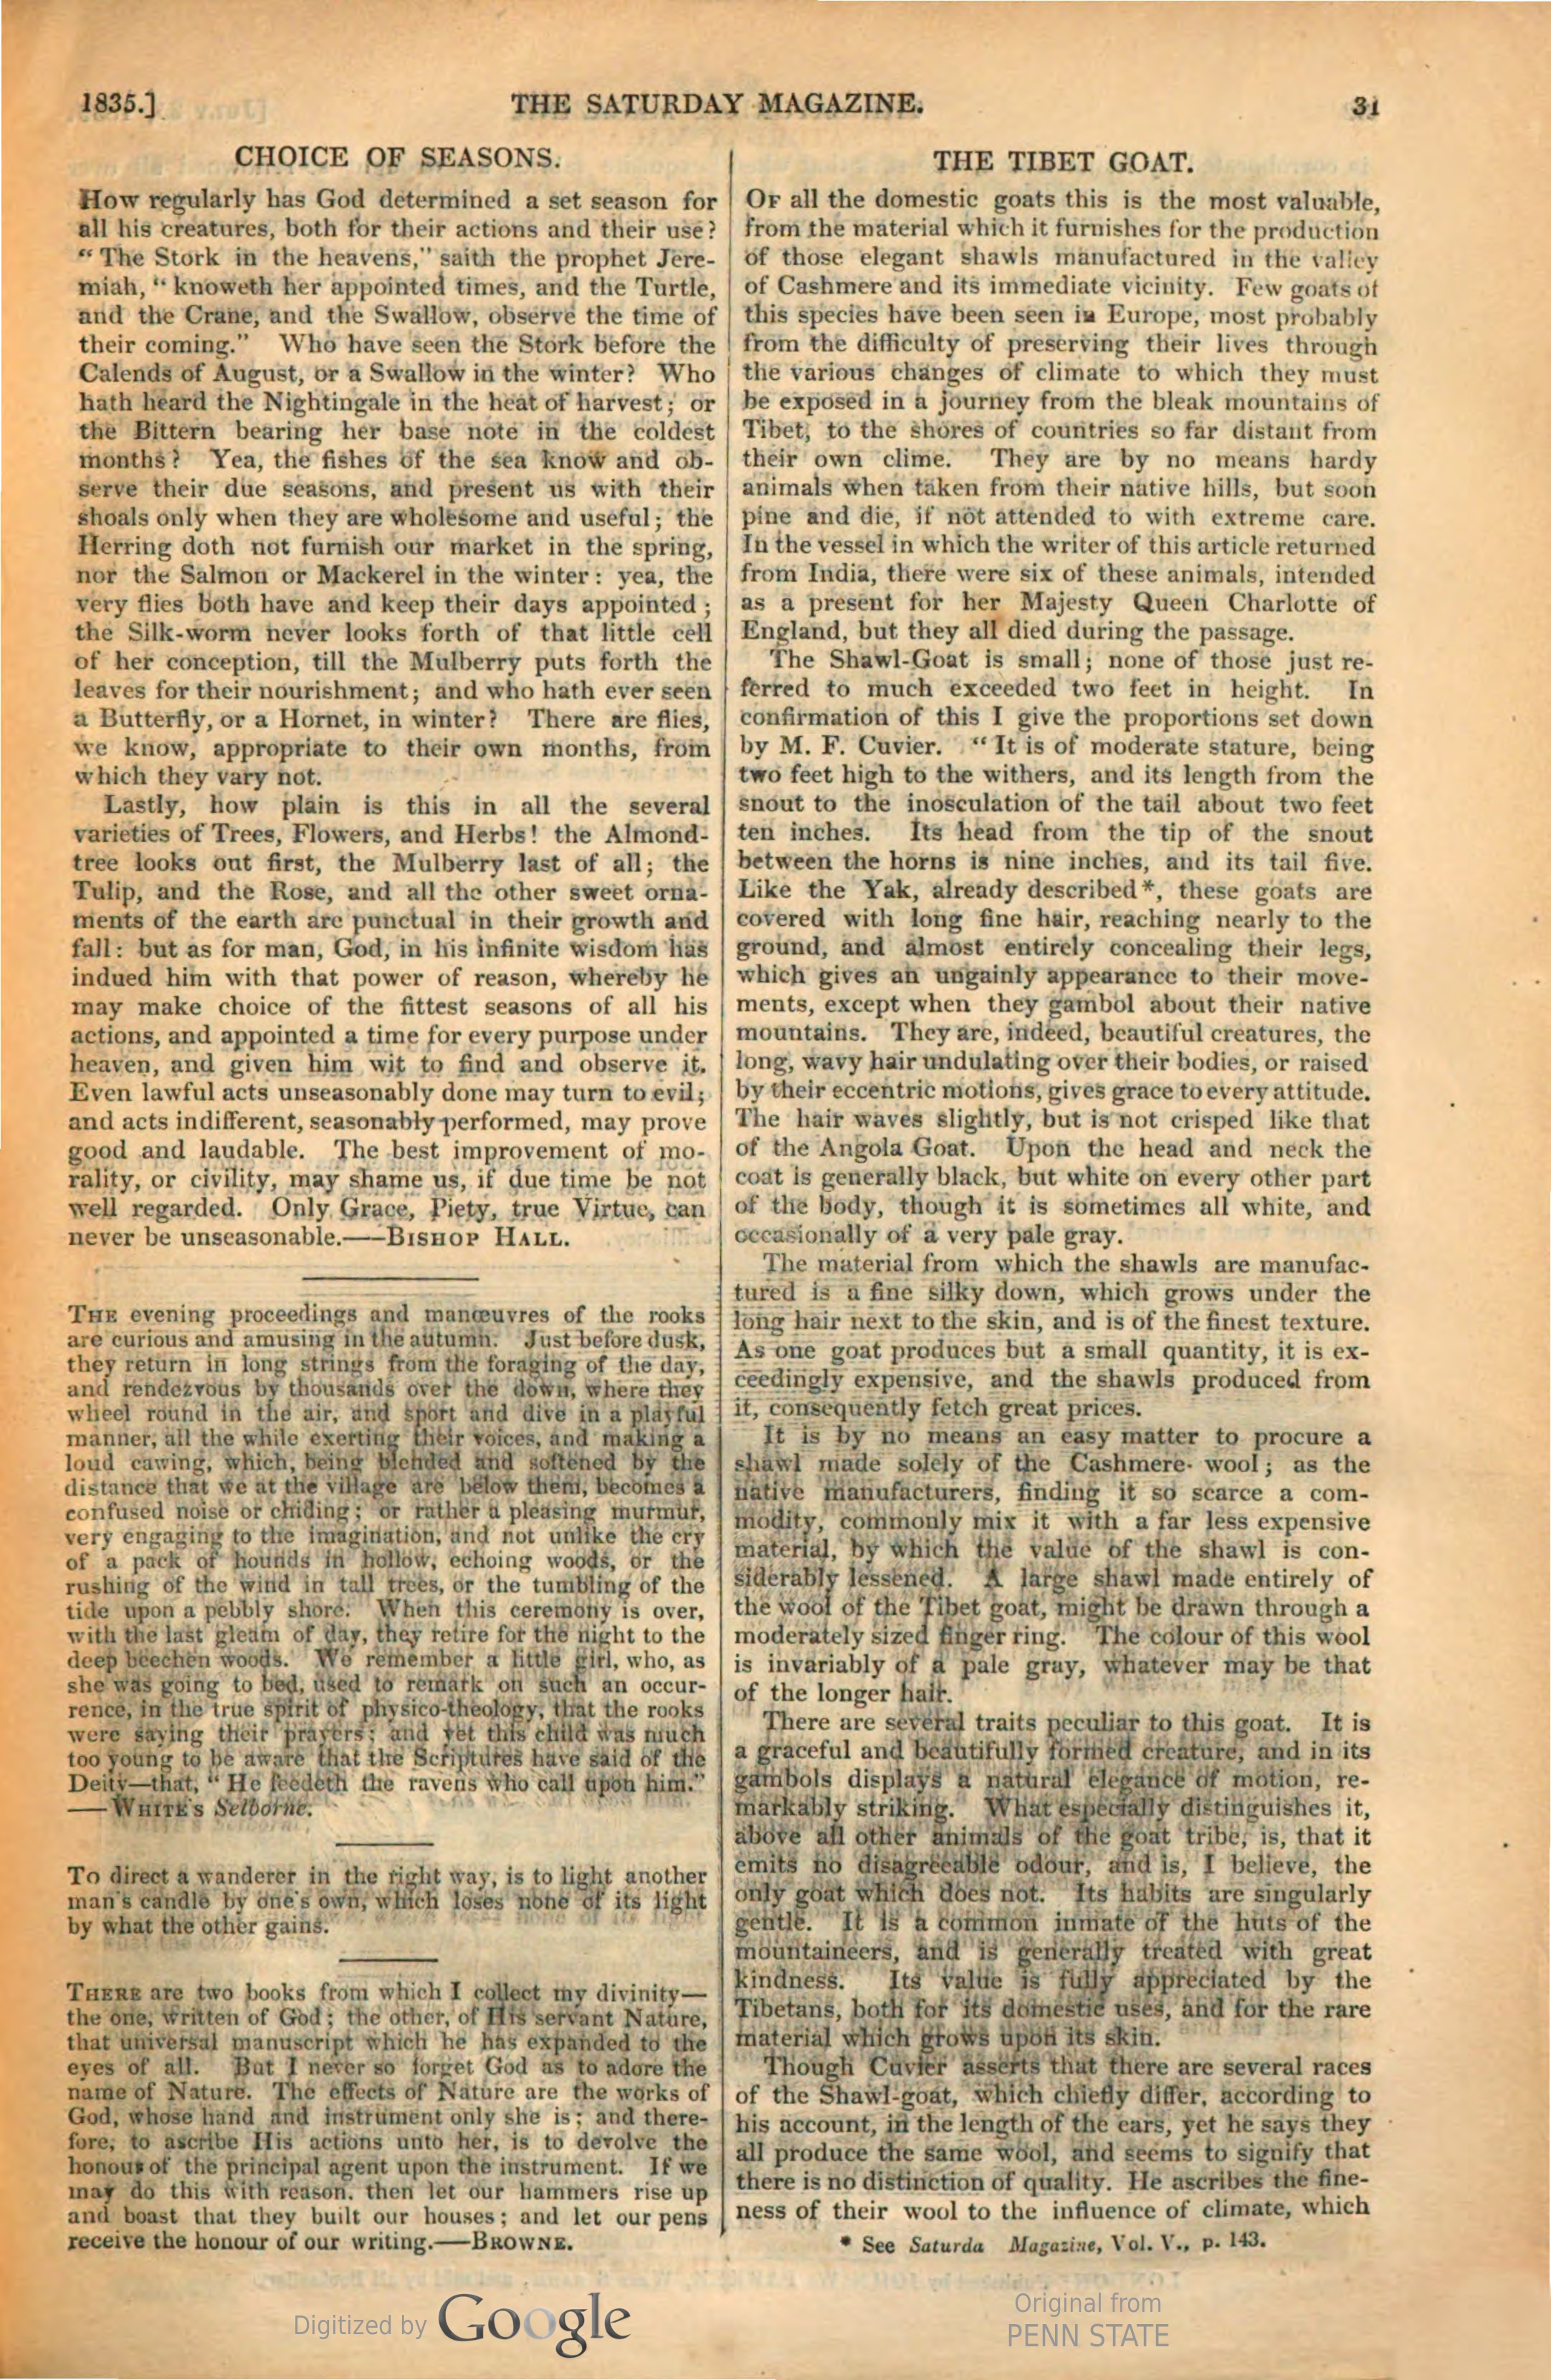 1835.] THE SATURDAY MAGAZINE. 31
CHOICE OF SEASONS.
How regularly has God determined a set season for
all his creatures, both for their actions and their use?
“The Stork in the heavens,” saith the prophet Jere-
miah, “knoweth her appointed times, and the Turtle,
and the Crane, and the Swallow, observe the time of
their coming.” Who have seen the Stork before the
Calends of August, or a Swallow in the winter? Who
hath heard the Nightingale in the heat of harvest; or
the Bittern bearing her base note in the coldest
months? Yea, the fishes of the sea know and ob-
serve their due seasons, and present us with their
shoals only when they are wholesome and useful; the
Herring doth not furnish our market in the spring,
nor the Salmon or Mackerel in the winter: yea, the
very flies both have and keep their days appointed;
the Silk-worm never looks forth of that little cell
of her conception, till the Mulberry puts forth the
leaves for their nourishment; and who hath ever seen
a Butterfly, or a Hornet, in winter? There are flies,
we know, appropriate to their own months, from
which they vary not.
Lastly, how plain is this in all the several
varieties of Trees, Flowers, and Herbs! the Almond-
tree looks out first, the Mulberry last of all; the
Tulip, and the Rose, and all the other sweet orna-
ments of the earth are punctual in their growth and
fall: but as for man, God, in his infinite wisdom has
indued him with that power of reason, whereby he
may make choice of the fittest seasons of all his
actions, and appointed a time for every purpose under
heaven, and given him wit to find and observe it.
Even lawful acts unseasonably done may turn to evil;
and acts indifferent, seasonably performed, may prove
good and laudable. The best improvement of mo-
rality, or civility, may shame us, if due time be not
well regarded. Only Grace, Piety, true Virtue, can
never be unseasonable.——BISHOP HALL.
THE evening proceedings and manœuvres of the rooks
are curious and amusing in the autumn. Just before dusk,
they return in long strings from the foraging of the day,
and rendezvous by thousands over the down, where they
wheel round in the air, and sport and dive in a playful
manner, all the while exerting their voices, and making a
loud cawing, which, being blended and softened by the
distance that we at the village are below them, becomes a
confused noise or chiding; or rather a pleasing murmur,
very engaging to the imagination, and not unlike the cry
of a pack of hounds in hollow, echoing woods, or the
rushing of the wind in tall trees, or the tumbling of the
tide upon a pebbly shore. When this ceremony is over,
with the last gleam of day, they retire for the night to the
deep beechen woods. We remember a little girl, who, as
she was going to bed, used to remark on such an occur-
rence, in the true spirit of physico-theology, that the rooks
were saying their prayers; and yet this child was much
too young to be aware that the Scriptures have said of the
Deity—that, “He feedeth the ravens who call upon him.”
——WHITE's Selborne.
To direct a wanderer in the right way, is to light another
man's candle by one's own, which loses none of its light
by what the other gains.
THERE are two books from which I collect my divinity—
the one, written of God; the other, of His servant Nature,
that universal manuscript which he has expanded to the
eyes of all. But I never so forget God as to adore the
name of Nature. The effects of Nature are the works of
God, whose hand and instrument only she is; and there-
fore, to ascribe His actions unto her, is to devolve the
honour of the principal agent upon the instrument. If we
may do this with reason, then let our hammers rise up
and boast that they built our houses; and let our pens
receive the honour of our writing.——BROWNE.
THE TIBET GOAT.
OF all the domestic goats this is the most valuable,
from the material which it furnishes for the production
of those elegant shawls manufactured in the valley
of Cashmere and its immediate vicinity. Few goats of
this species have been seen in Europe, most probably
from the difficulty of preserving their lives through
the various changes of climate to which they must
be exposed in a journey from the bleak mountains of
Tibet, to the shores of countries so far distant from
their own clime. They are by no means hardy
animals when taken from their native hills, but soon
pine and die, if not attended to with extreme care.
In the vessel in which the writer of this article returned
from India, there were six of these animals, intended
as a present for her Majesty Queen Charlotte of
England, but they all died during the passage.
The Shawl-Goat is small; none of those just re-
ferred to much exceeded two feet in height. In
confirmation of this I give the proportions set down
by M. F. Cuvier. “It is of moderate stature, being
two feet high to the withers, and its length from the
snout to the inosculation of the tail about two feet
ten inches. Its head from the tip of the snout
between the horns is nine inches, and its tail five.
Like the Yak, already described*, these goats are
covered with long fine hair, reaching nearly to the
ground, and almost entirely concealing their legs,
which gives an ungainly appearance to their move-
ments, except when they gambol about their native
mountains. They are, indeed, beautiful creatures, the
long, wavy hair undulating over their bodies, or raised
by their eccentric motions, gives grace to every attitude.
The hair waves slightly, but is not crisped like that
of the Angola Goat. Upon the head and neck the
coat is generally black, but white on every other part
of the body, though it is sometimes all white, and
occasionally of a very pale gray.
The material from which the shawls are manufac-
tured is a fine silky down, which grows under the
long hair next to the skin, and is of the finest texture.
As one goat produces but a small quantity, it is ex-
ceedingly expensive, and the shawls produced from
it, consequently fetch great prices.
It is by no means an easy matter to procure a
shawl made solely of the Cashmere wool; as the
native manufacturers, finding it so scarce a com-
modity, commonly mix it with a far less expensive
material, by which the value of the shawl is con-
siderably lessened. A large shawl made entirely of
the wool of the Tibet goat, might be drawn through a
moderately sized finger ring. The colour of this wool
is invariably of a pale gray, whatever may be that
of the longer hair.
There are several traits peculiar to this goat. It is
a graceful and beautifully formed creature, and in its
gambols displays a natural elegance of motion, re-
markably striking. What especially distinguishes it,
above all other animals of the goat tribe, is, that it
emits no disagreeable odour, and is, I believe, the
only goat which does not. Its habits are singularly
gentle. It is a common inmate of the huts of the
mountaineers, and is generally treated with great
kindness. Its value is fully appreciated by the
Tibetans, both for its domestic uses, and for the rare
material which grows upon its skin.
Though Cuvier asserts that there are several races
of the Shawl-goat, which chiefly differ, according to
his account, in the length of the ears, yet he says they
all produce the same wool, and seems to signify that
there is no distinction of quality. He ascribes the fine-
ness of their wool to the influence of climate, which
* See Saturda Magazine, Vol. V., p. 143.
Digitized by Google
Original from
PENN STATE